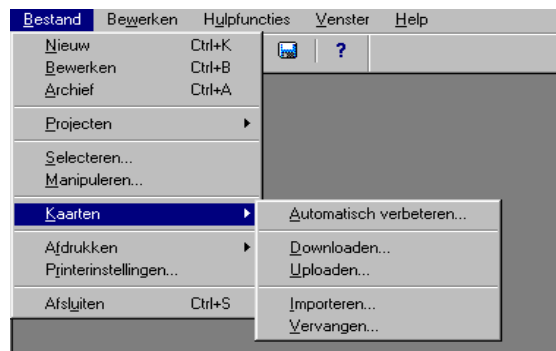 Bestand Bewerken Hulpfuncties Venster Help
Nieuw Ctrl+K
Bewerken Ctrl+B
Archief Ctrl+A
?
Projecten
Selecteren...
Manipuleren...
Kaarten
Automatisch verbeteren...
Afdrukken
Downloaden...
Printerinstellingen...
Uploaden...
Afsluiten Ctrl+S
Importeren...
Vervangen...